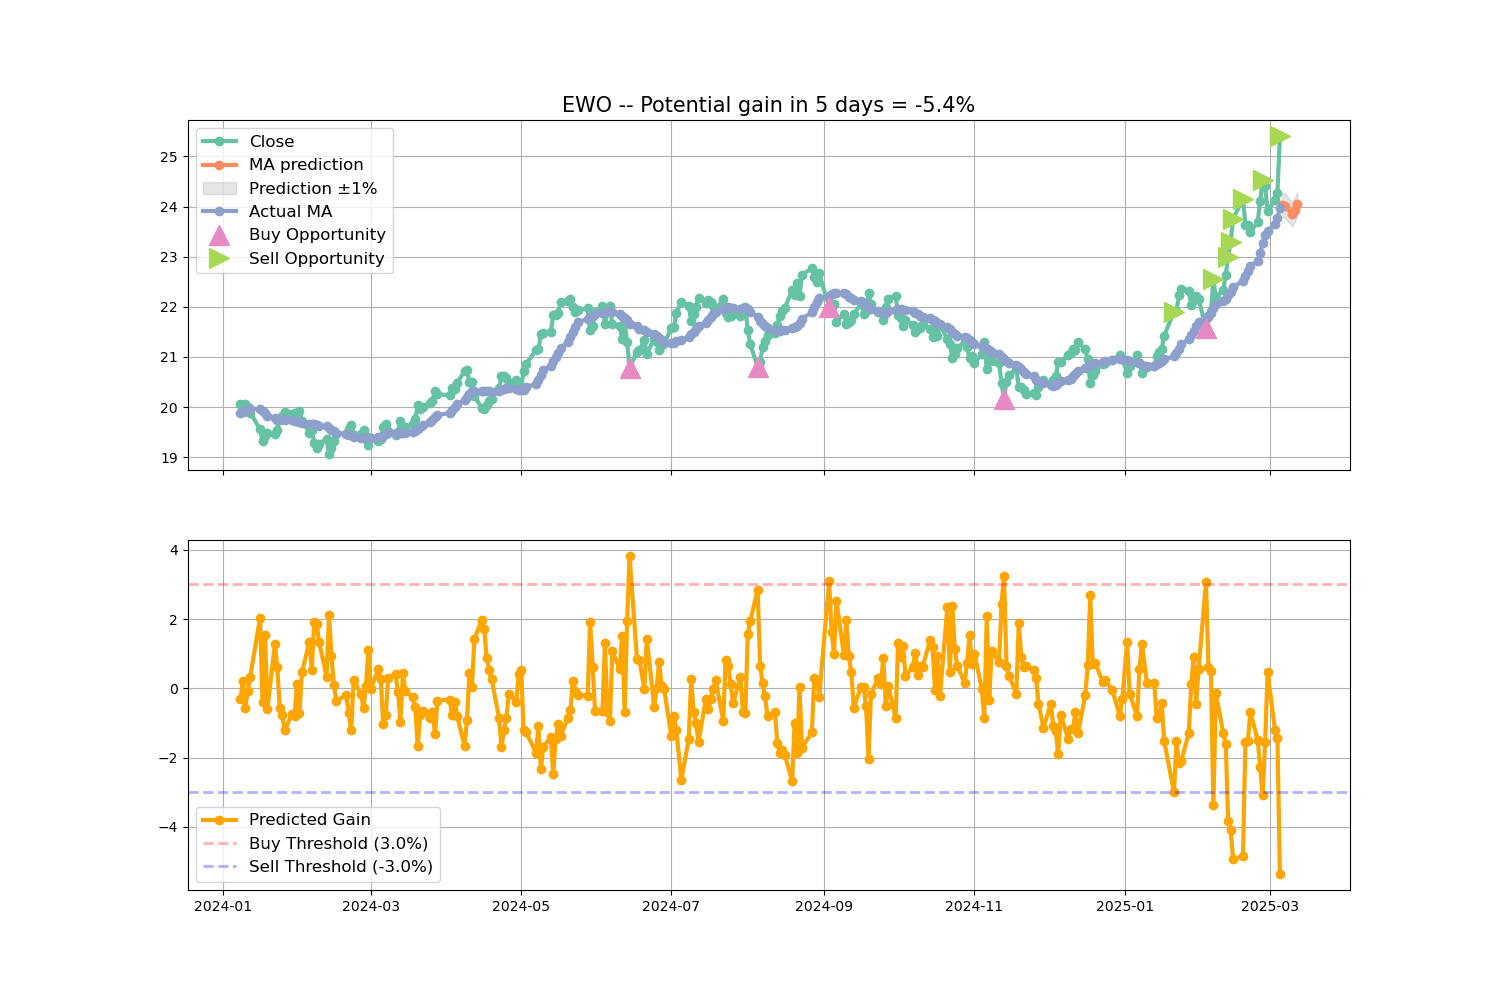 EWO -- Potential gain in 5 days = -5.4%
Close
MA prediction
Prediction ±1%
Actual MA
Buy Opportunity
Sell Opportunity
25
24
23
22
21
20
19
4
2
0
−2
−4
Predicted Gain
Buy Threshold (3.0%)
Sell Threshold (-3.0%)
2024-01 2024-03 2024-05 2024-07 2024-09 2024-11 2025-01 2025-03